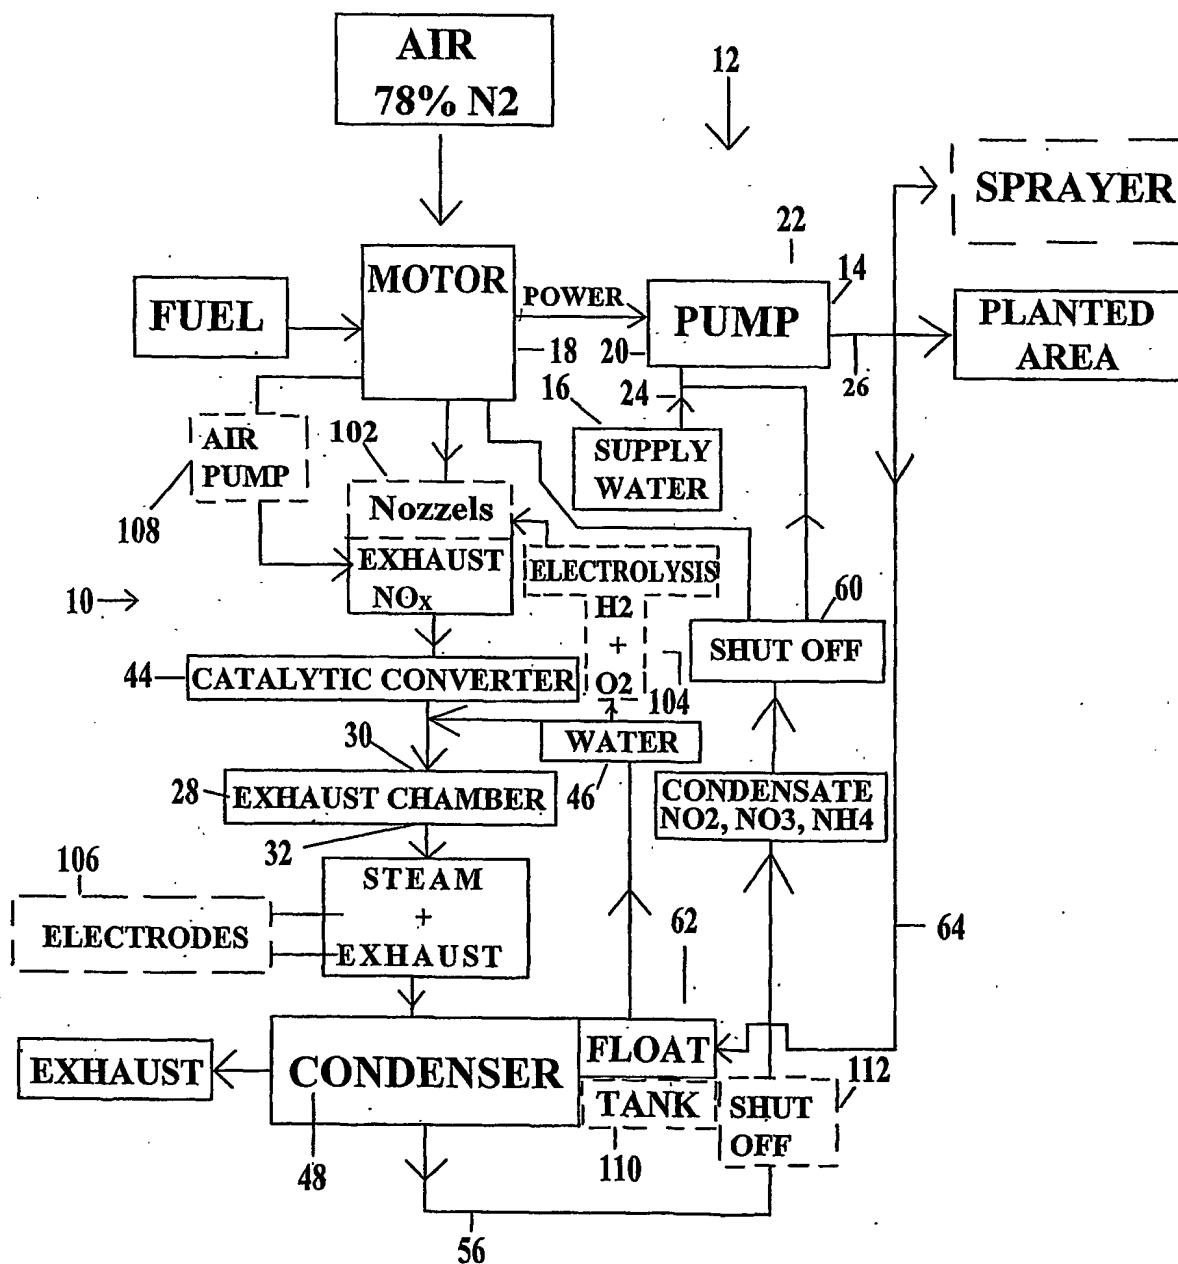 AIR
78% N2
12
SPRAYER
22
14
MOTOR
POWER
FUEL
PUMP
PLANTED
AREA
18
20
26
16
24
102
AIR
PUMP
SUPPLY
WATER
108
Nozzels
EXHAUST
NOx
ELECTROLYSIS
H2
+
O2
10
60
SHUT OFF
44
CATALYTIC CONVERTER
104
30
WATER
28
EXHAUST CHAMBER
46
CONDENSATE
NO2, NO3, NH4
32
106
STEAM
+
EXHAUST
ELECTRODES
62
64
EXHAUST
CONDENSER
FLOAT
TANK
SHUT
OFF
112
48
110
56